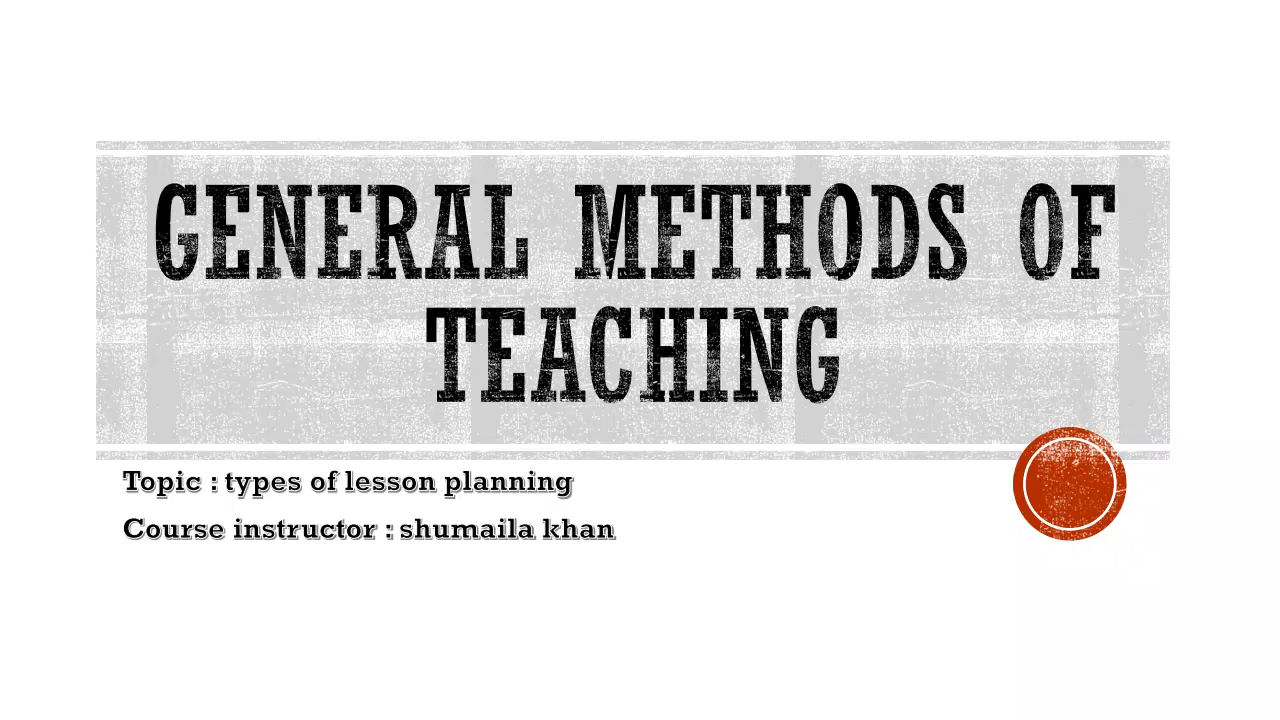 GENERAL METHODS OF
TEACHING
Topic : types of lesson planning
Course instructor : shumaila khan